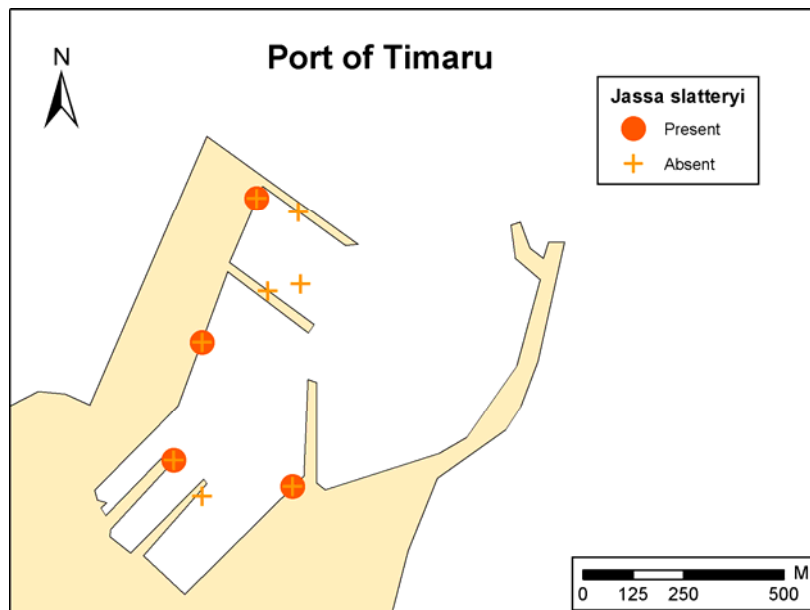 Port of Timaru
N
Jassa slatteryi
Present
Absent
M
0 125 250 500